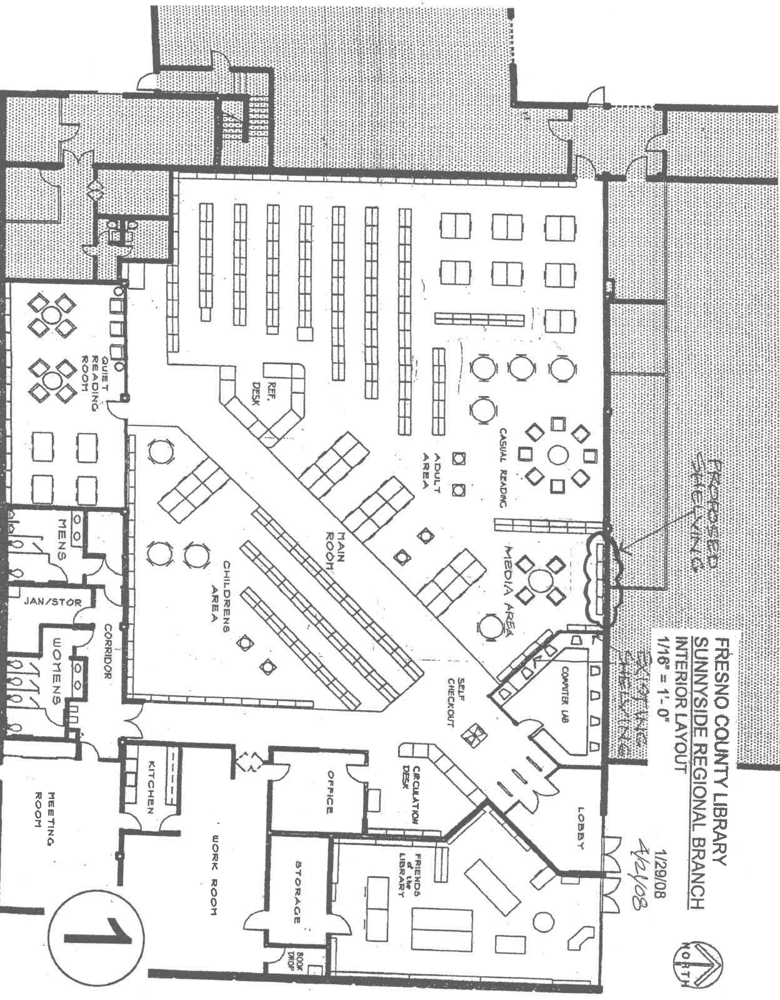 FRESNO COUNTY LIBRARY
SUNNYSIDE REGIONAL BRANCH
INTERIOR LAYOUT
1/16" = 1'- 0"
1/29/08
NORTH
PROPOSED
SHELVING
EXISTING
SHELVING
CASUAL READING
ADULT
AREA
MEDIA AREA
COMPUTER LAB
LOBBY
MAIN
ROOM
SELF
CHECKOUT
REF.
DESK
CHILDRENS
AREA
CIRCULATION
DESK
FRIENDS
of the
LIBRARY
OFFICE
STORAGE
BOOK
DROP
WORK ROOM
KITCHEN
QUIET
READING
ROOM
MENS
JAN/STOR
CORRIDOR
WOMENS
MEETING
ROOM
1